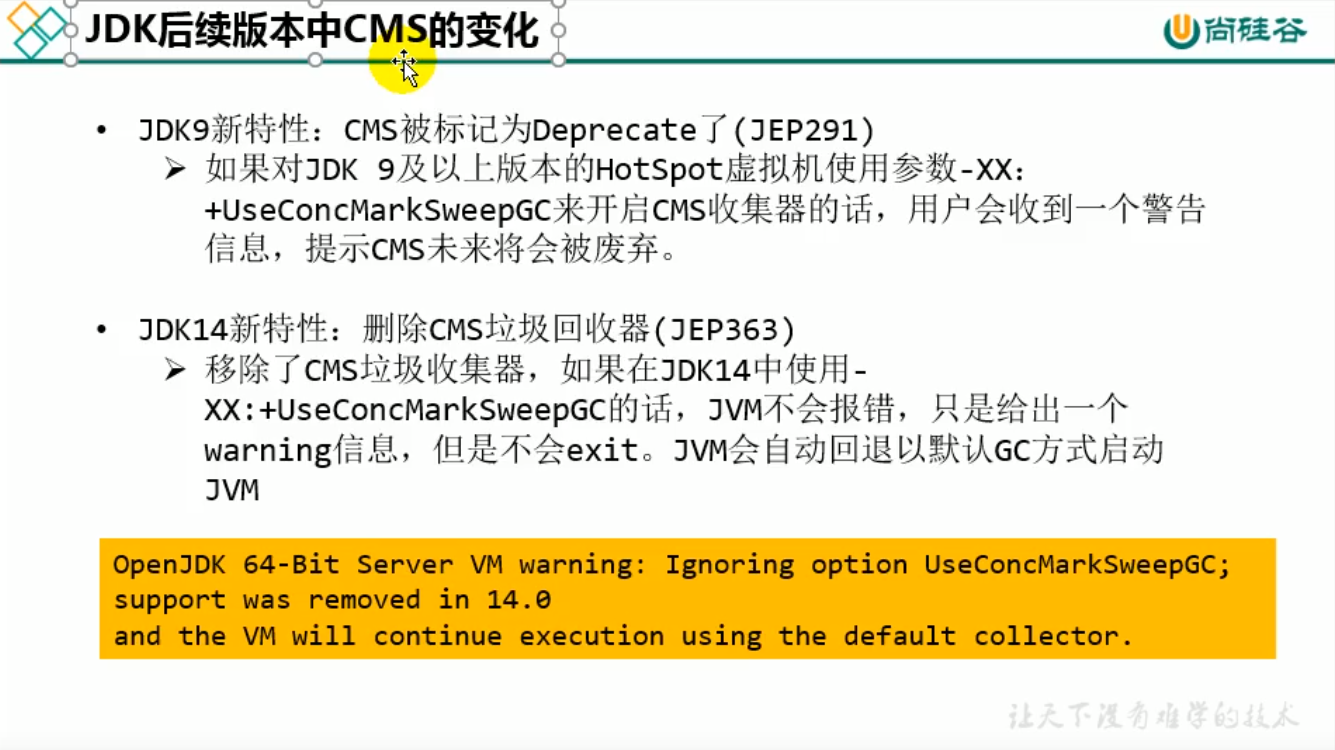 JDK后续版本中CMS的变化
尚硅谷
• JDK9新特性：CMS被标记为Deprecate了(JEP291)
➢ 如果对JDK 9及以上版本的HotSpot虚拟机使用参数-XX：
+UseConcMarkSweepGC来开启CMS收集器的话，用户会收到一个警告
信息，提示CMS未来将会被废弃。
• JDK14新特性：删除CMS垃圾回收器(JEP363)
➢ 移除了CMS垃圾收集器，如果在JDK14中使用-
XX:+UseConcMarkSweepGC的话，JVM不会报错，只是给出一个
warning信息，但是不会exit。JVM会自动回退以默认GC方式启动
JVM
OpenJDK 64-Bit Server VM warning: Ignoring option UseConcMarkSweepGC;
support was removed in 14.0
and the VM will continue execution using the default collector.
让天下没有难学的技术